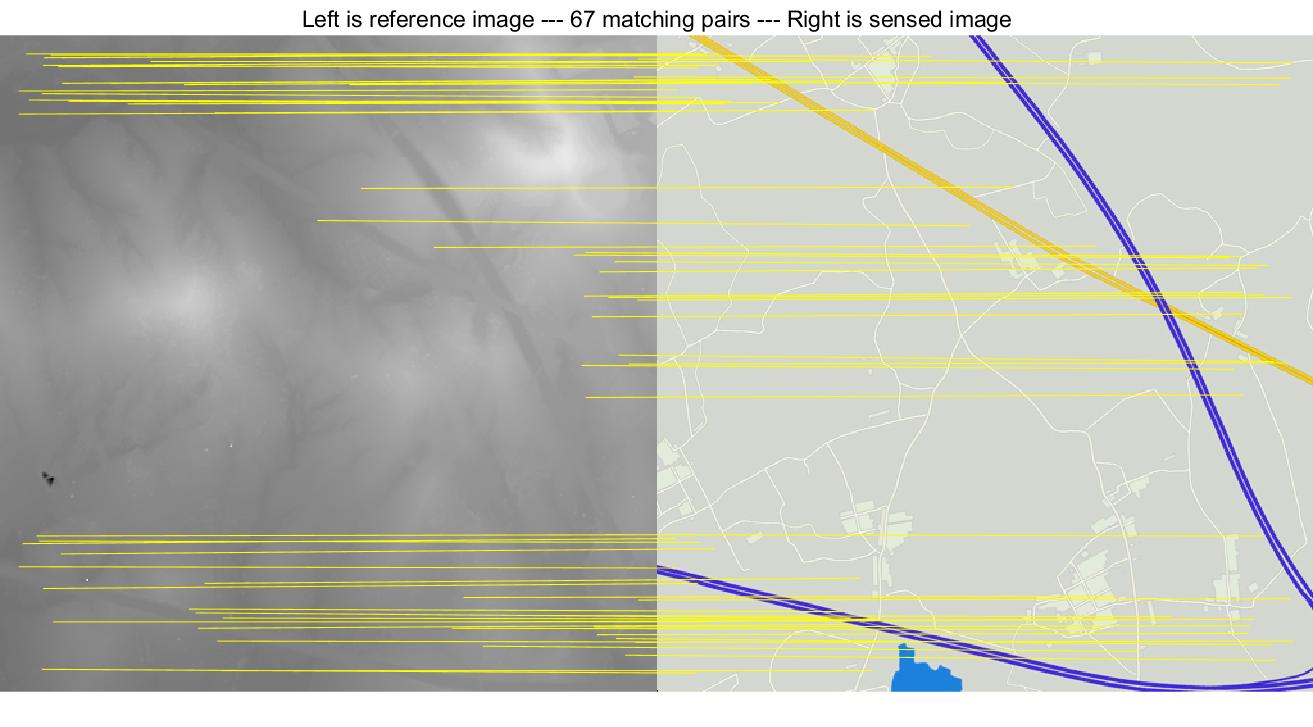 Left is reference image --- 67 matching pairs --- Right is sensed image